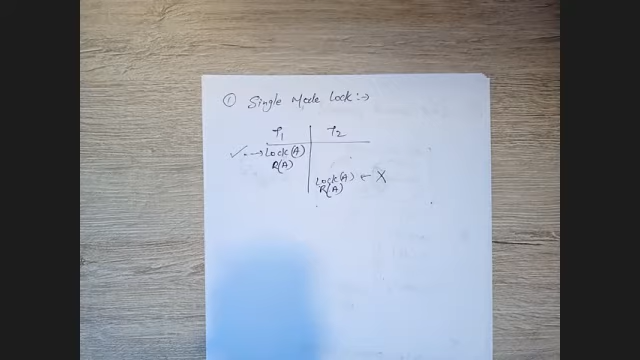 ① Single Mode Lock :→
T1 | T2
✓ --→ Lock(A)
R(A)
Lock(A) ← X
R(A)